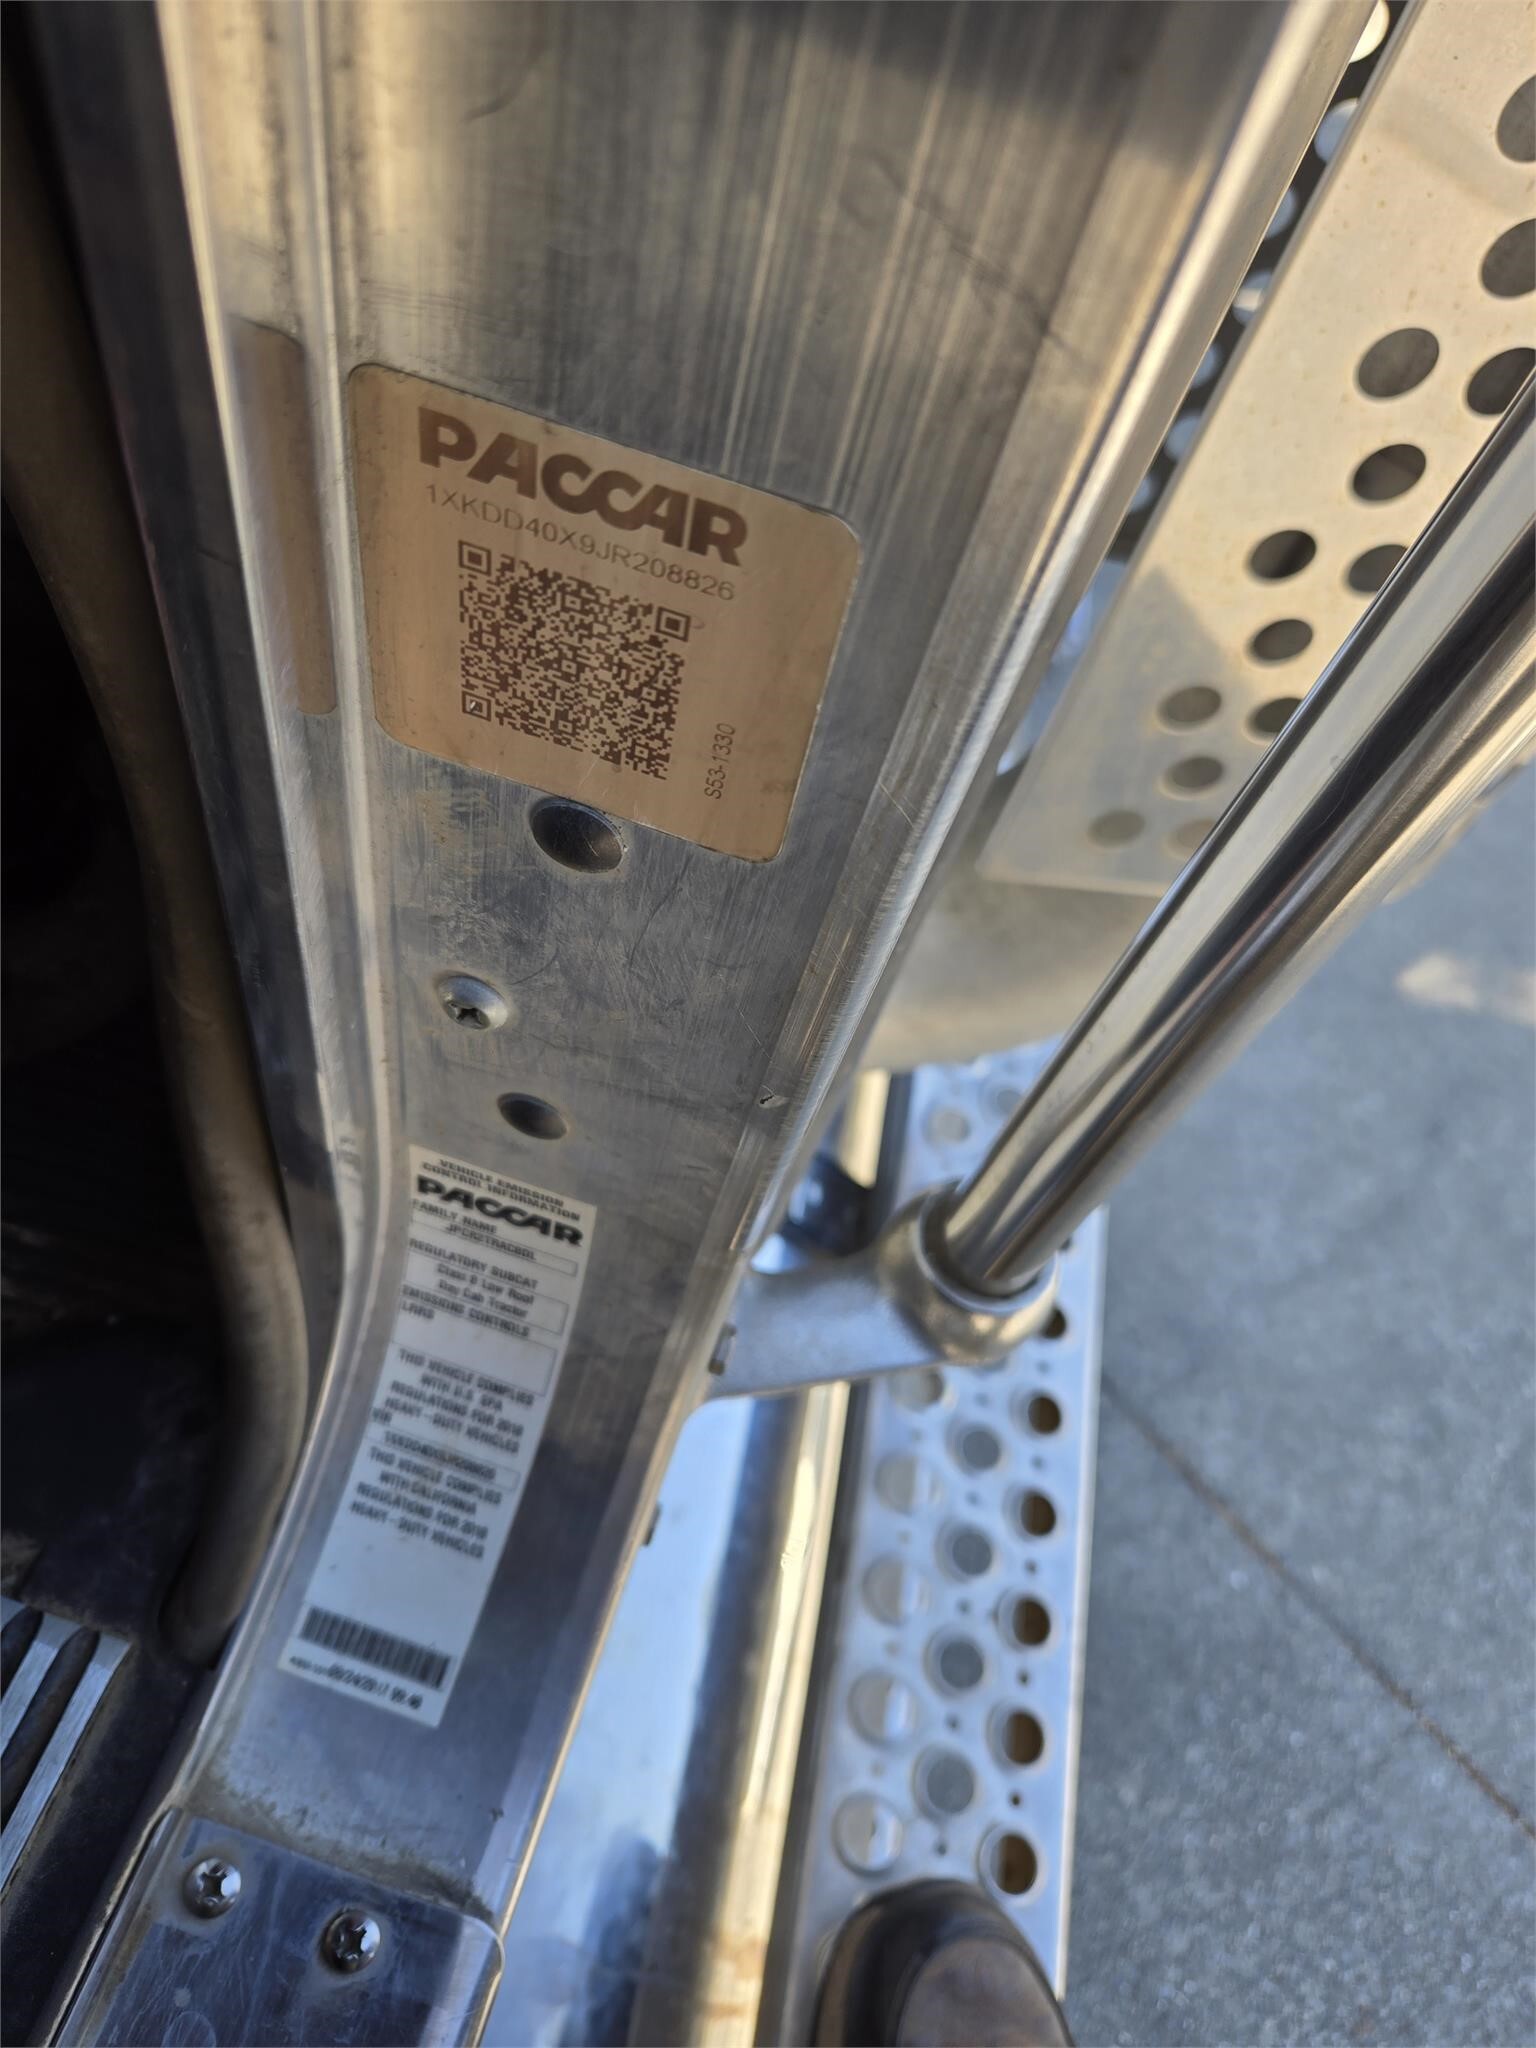 PACCAR
1XKDD40X9JR208826
S53-1330
VEHICLE EMISSION
CONTROL INFORMATION
PACCAR
FAMILY NAME
REGULATORY SUBCAT
Class 8 Low Roof
Day Cab Tractor
EMISSIONS CONTROLS
LRRS
THIS VEHICLE COMPLIES
WITH U.S. EPA
REGULATIONS FOR 2018
HEAVY-DUTY VEHICLES
VIN
THIS VEHICLE COMPLIES
WITH CALIFORNIA
REGULATIONS FOR 2018
HEAVY-DUTY VEHICLES